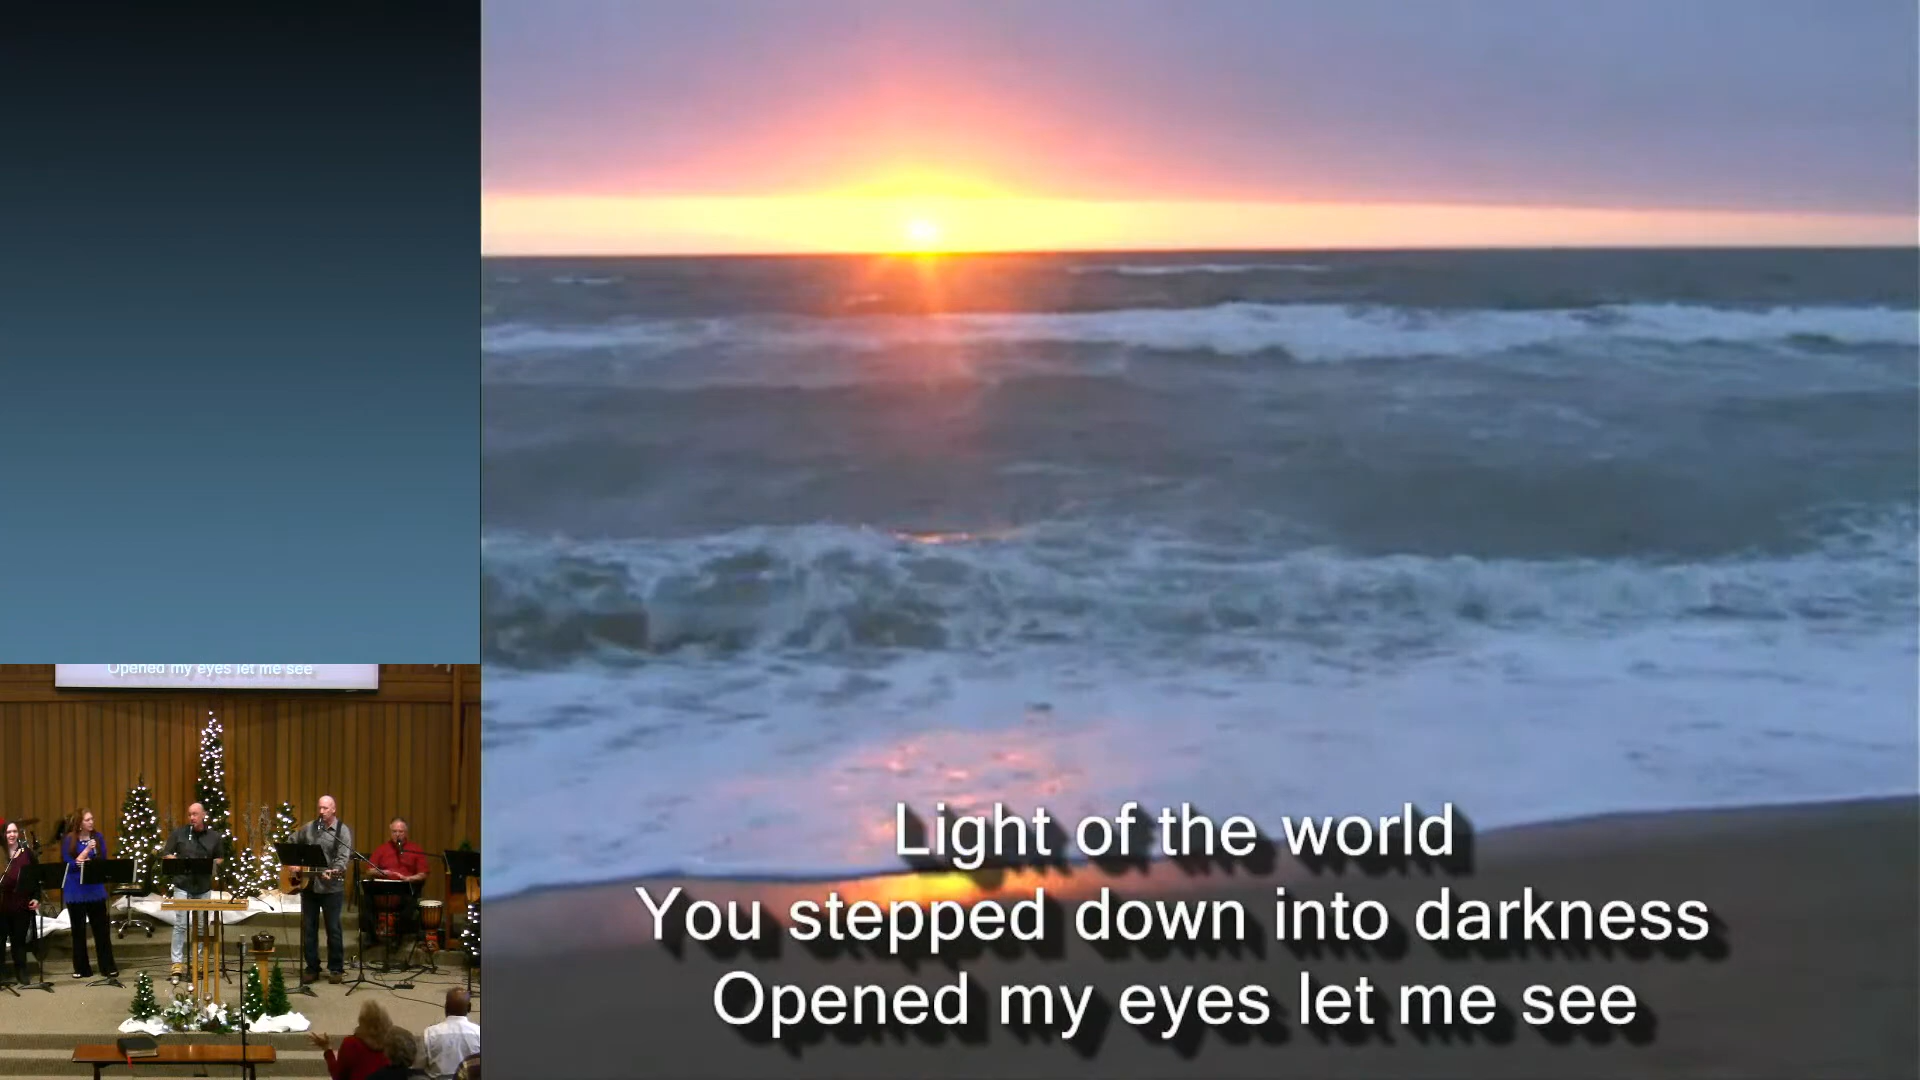 Opened my eyes let me see
Light of the world
You stepped down into darkness
Opened my eyes let me see